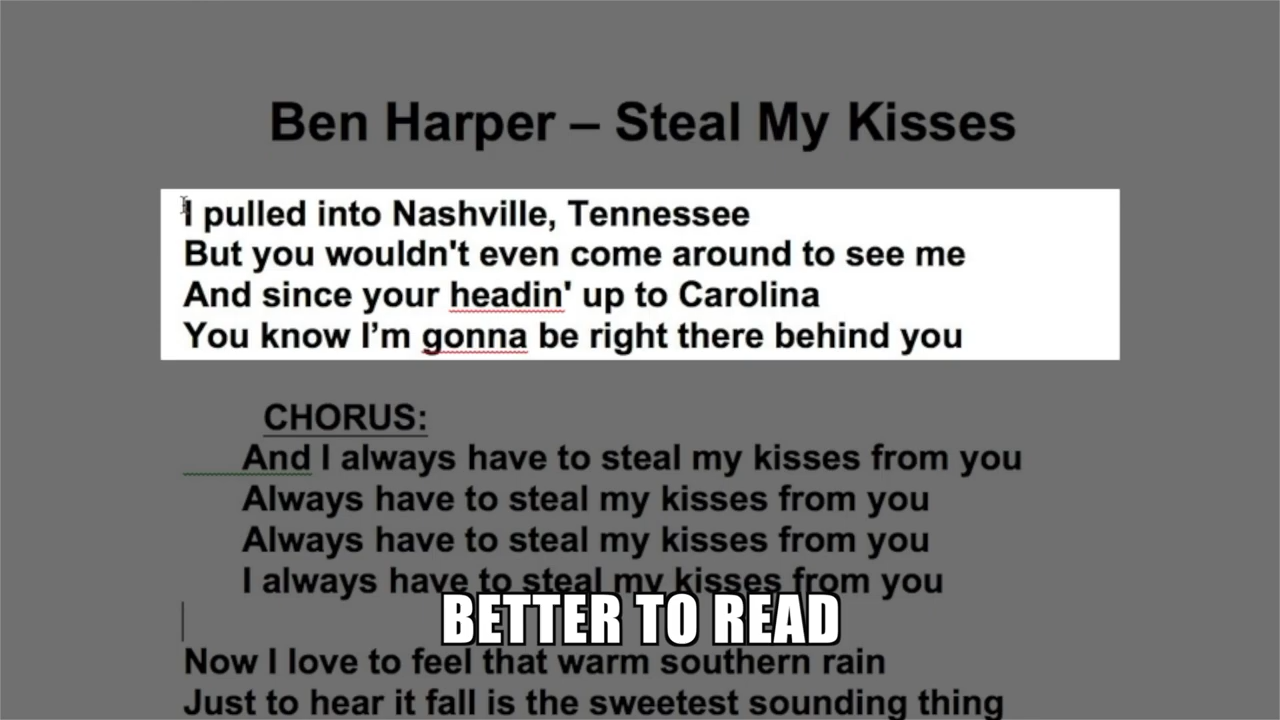 Ben Harper – Steal My Kisses
I pulled into Nashville, Tennessee
But you wouldn't even come around to see me
And since your headin' up to Carolina
You know I’m gonna be right there behind you
CHORUS:
And I always have to steal my kisses from you
Always have to steal my kisses from you
Always have to steal my kisses from you
I always have to steal my kisses from you
BETTER TO READ
Now I love to feel that warm southern rain
Just to hear it fall is the sweetest sounding thing